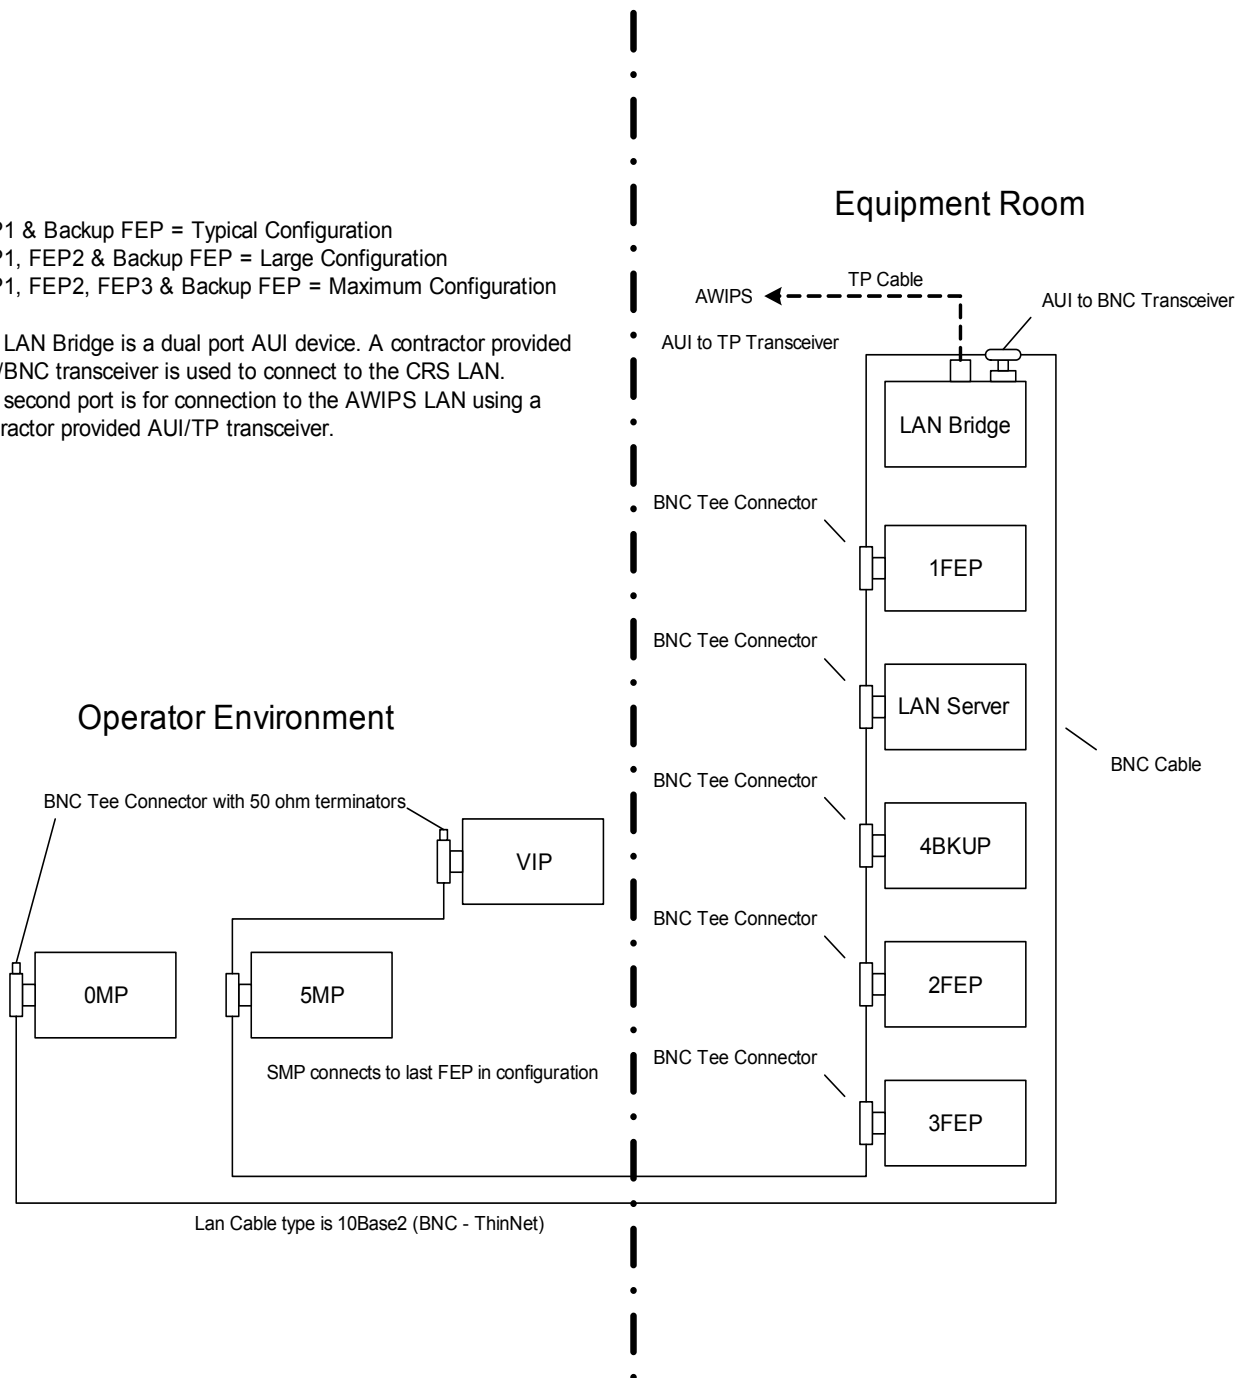 P1 & Backup FEP = Typical Configuration
P1, FEP2 & Backup FEP = Large Configuration
P1, FEP2, FEP3 & Backup FEP = Maximum Configuration
LAN Bridge is a dual port AUI device. A contractor provided
/BNC transceiver is used to connect to the CRS LAN.
second port is for connection to the AWIPS LAN using a
ractor provided AUI/TP transceiver.
Equipment Room
TP Cable
AWIPS
AUI to BNC Transceiver
AUI to TP Transceiver
LAN Bridge
BNC Tee Connector
1FEP
BNC Tee Connector
LAN Server
BNC Cable
BNC Tee Connector
4BKUP
BNC Tee Connector
2FEP
BNC Tee Connector
3FEP
Operator Environment
BNC Tee Connector with 50 ohm terminators
VIP
0MP
5MP
SMP connects to last FEP in configuration
Lan Cable type is 10Base2 (BNC - ThinNet)